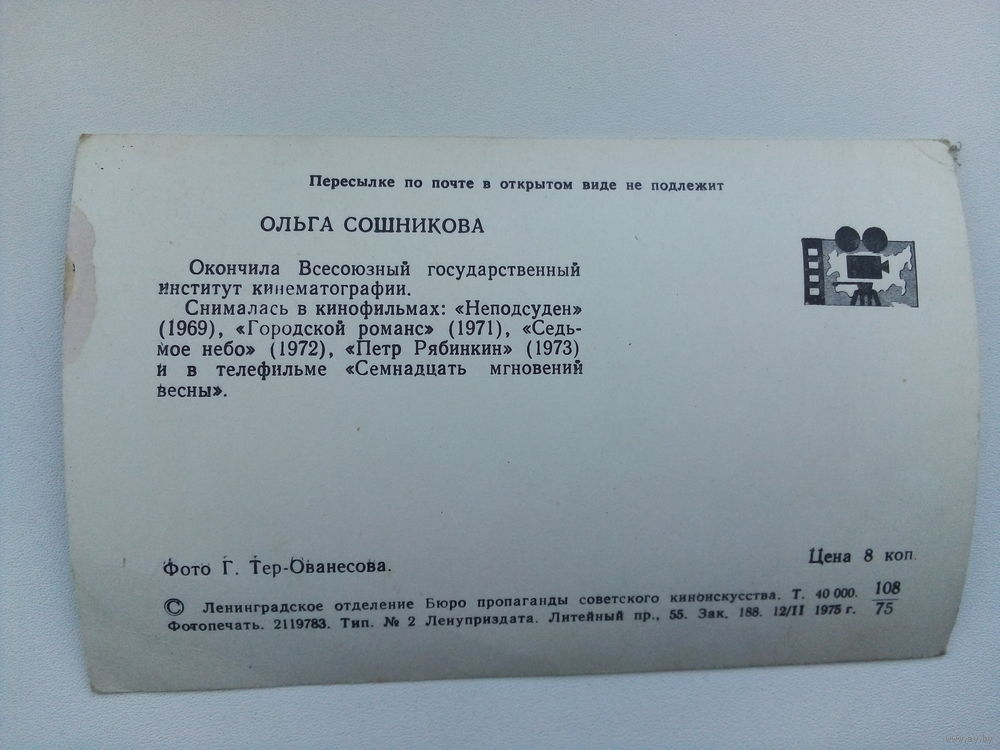 Пересылке по почте в открытом виде не подлежит
ОЛЬГА СОШНИКОВА
Окончила Всесоюзный государственный
институт кинематографии.
Снималась в кинофильмах: «Неподсуден»
(1969), «Городской романс» (1971), «Седь-
мое небо» (1972), «Петр Рябинкин» (1973)
и в телефильме «Семнадцать мгновений
весны».
Фото Г. Тер-Ованесова.
Цена 8 коп.
© Ленинградское отделение Бюро пропаганды советского киноискусства. Т. 40 000. 108/75
Фотопечать. 2119783. Тип. № 2 Ленуприздата. Литейный пр., 55. Зак. 188. 12/II 1975 г.
www.ay.by